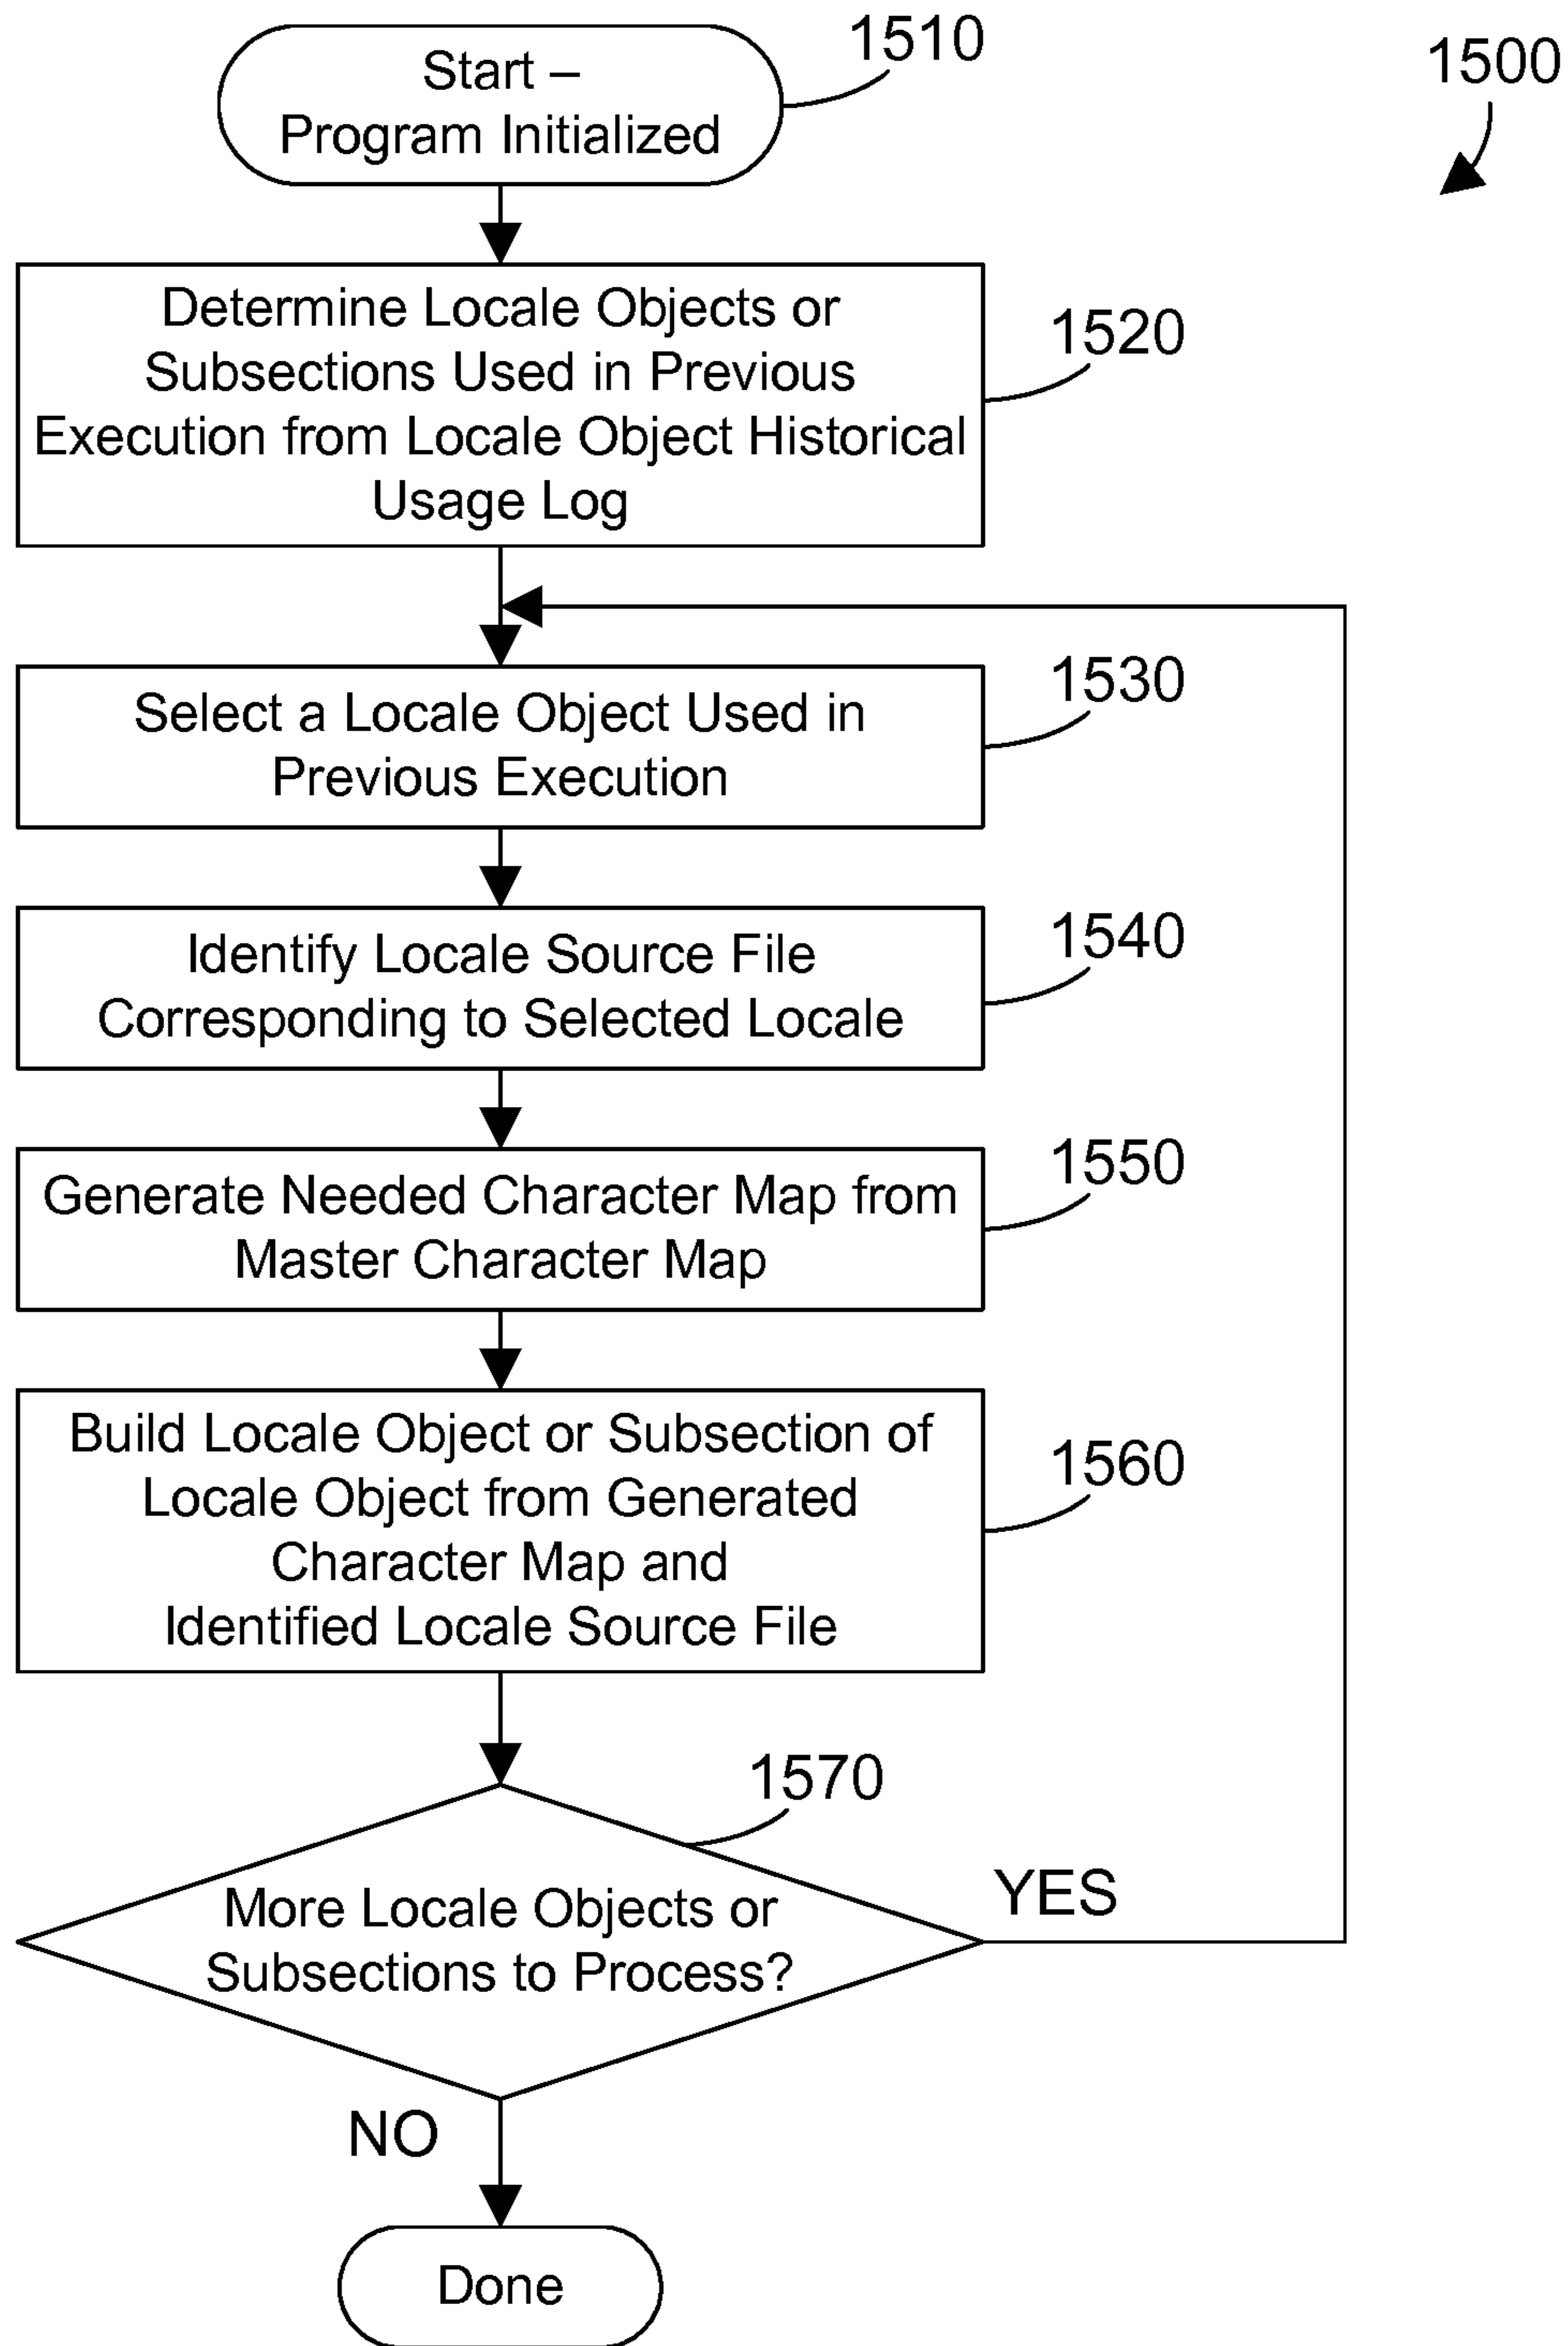 1510
1500
Start –
Program Initialized
Determine Locale Objects or
Subsections Used in Previous
Execution from Locale Object Historical
Usage Log
1520
Select a Locale Object Used in
Previous Execution
1530
Identify Locale Source File
Corresponding to Selected Locale
1540
Generate Needed Character Map from
Master Character Map
1550
Build Locale Object or Subsection of
Locale Object from Generated
Character Map and
Identified Locale Source File
1560
1570
More Locale Objects or
Subsections to Process?
YES
NO
Done